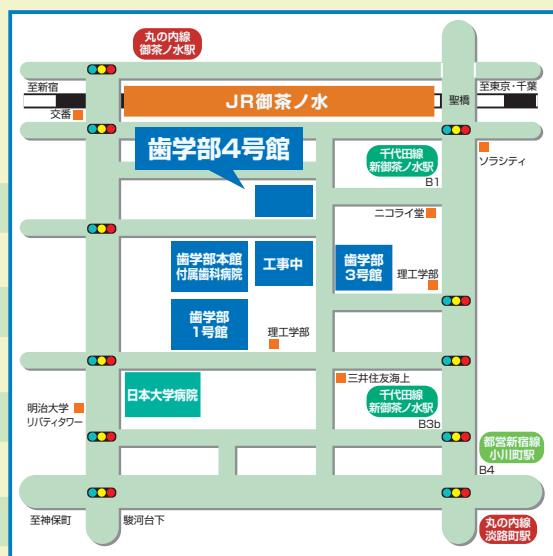 丸の内線
御茶ノ水駅
至新宿
JR御茶ノ水
聖橋
至東京・千葉
交番
歯学部4号館
千代田線
新御茶ノ水駅
B1
ソラシティ
ニコライ堂
歯学部本館
付属歯科病院
工事中
歯学部
3号館
理工学部
歯学部
1号館
理工学部
日本大学病院
三井住友海上
千代田線
新御茶ノ水駅
B3b
明治大学
リバティタワー
都営新宿線
小川町駅
B4
至神保町
駿河台下
丸の内線
淡路町駅